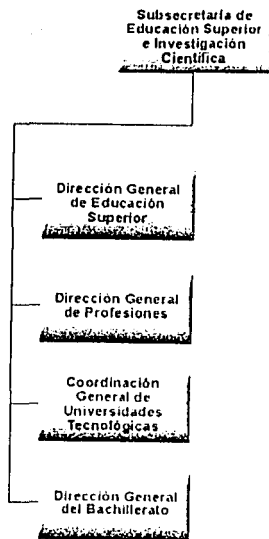 Subsecretaría de
Educación Superior
e Investigación
Científica
Dirección General
de Educación
Superior
Dirección General
de Profesiones
Coordinación
General de
Universidades
Tecnológicas
Dirección General
del Bachillerato